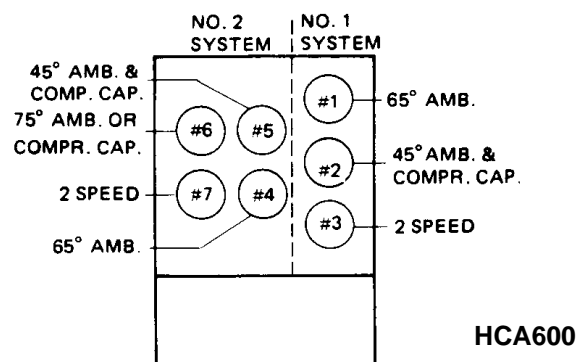 NO. 2
SYSTEM
NO. 1
SYSTEM
45° AMB. &
COMP. CAP.
75° AMB. OR
COMPR. CAP.
2 SPEED
65° AMB.
#6
#5
#7
#4
#1
#2
#3
65° AMB.
45° AMB. &
COMPR. CAP.
2 SPEED
HCA600